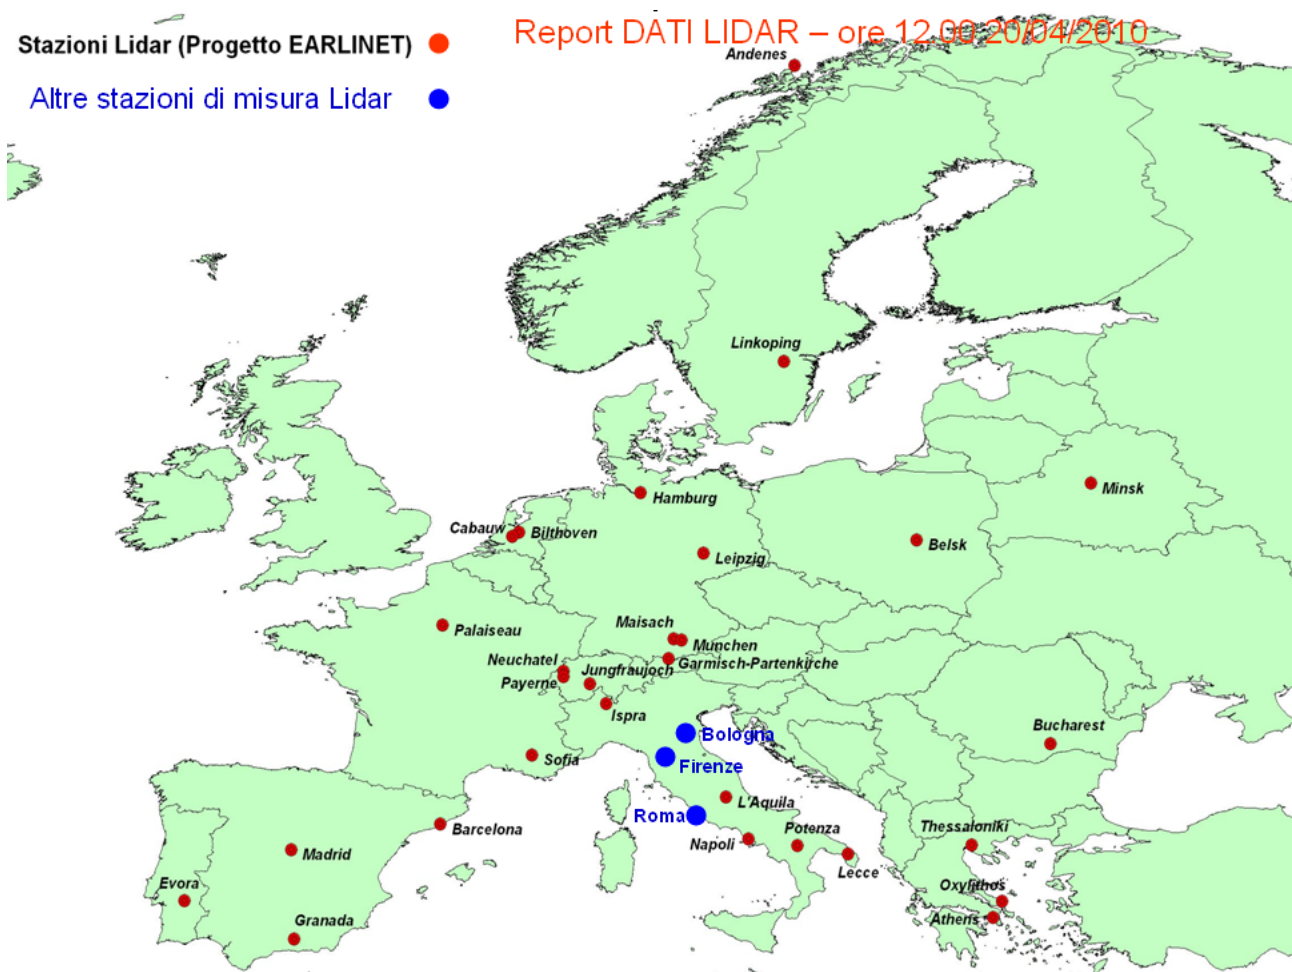 Report DATI LIDAR – ore 12.00 20/04/2010
Stazioni Lidar (Progetto EARLINET)
Altre stazioni di misura Lidar
Andenes
Linkoping
Hamburg
Minsk
Cabauw
Bilthoven
Belsk
Leipzig
Maisach
Palaiseau
Munchen
Neuchatel
Garmisch-Partenkirche
Jungfraujoch
Payerne
Ispra
Bucharest
Bologna
Sofia
Firenze
L'Aquila
Roma
Barcelona
Potenza
Thessaloniki
Napoli
Madrid
Lecce
Evora
Oxylithos
Granada
Athens